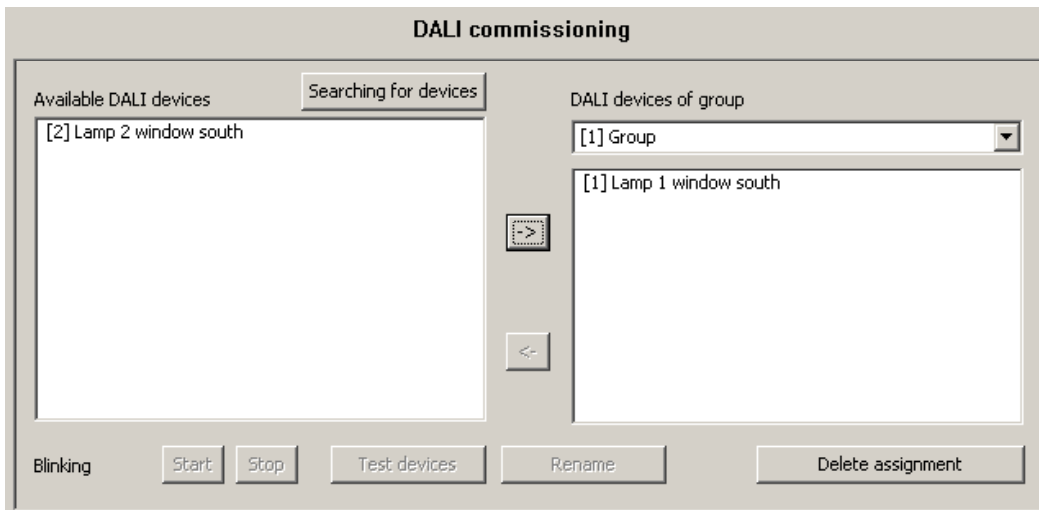 DALI commissioning
Available DALI devices
Searching for devices
DALI devices of group
[2] Lamp 2 window south
[1] Group
[1] Lamp 1 window south
->
<-
Blinking
Start
Stop
Test devices
Rename
Delete assignment